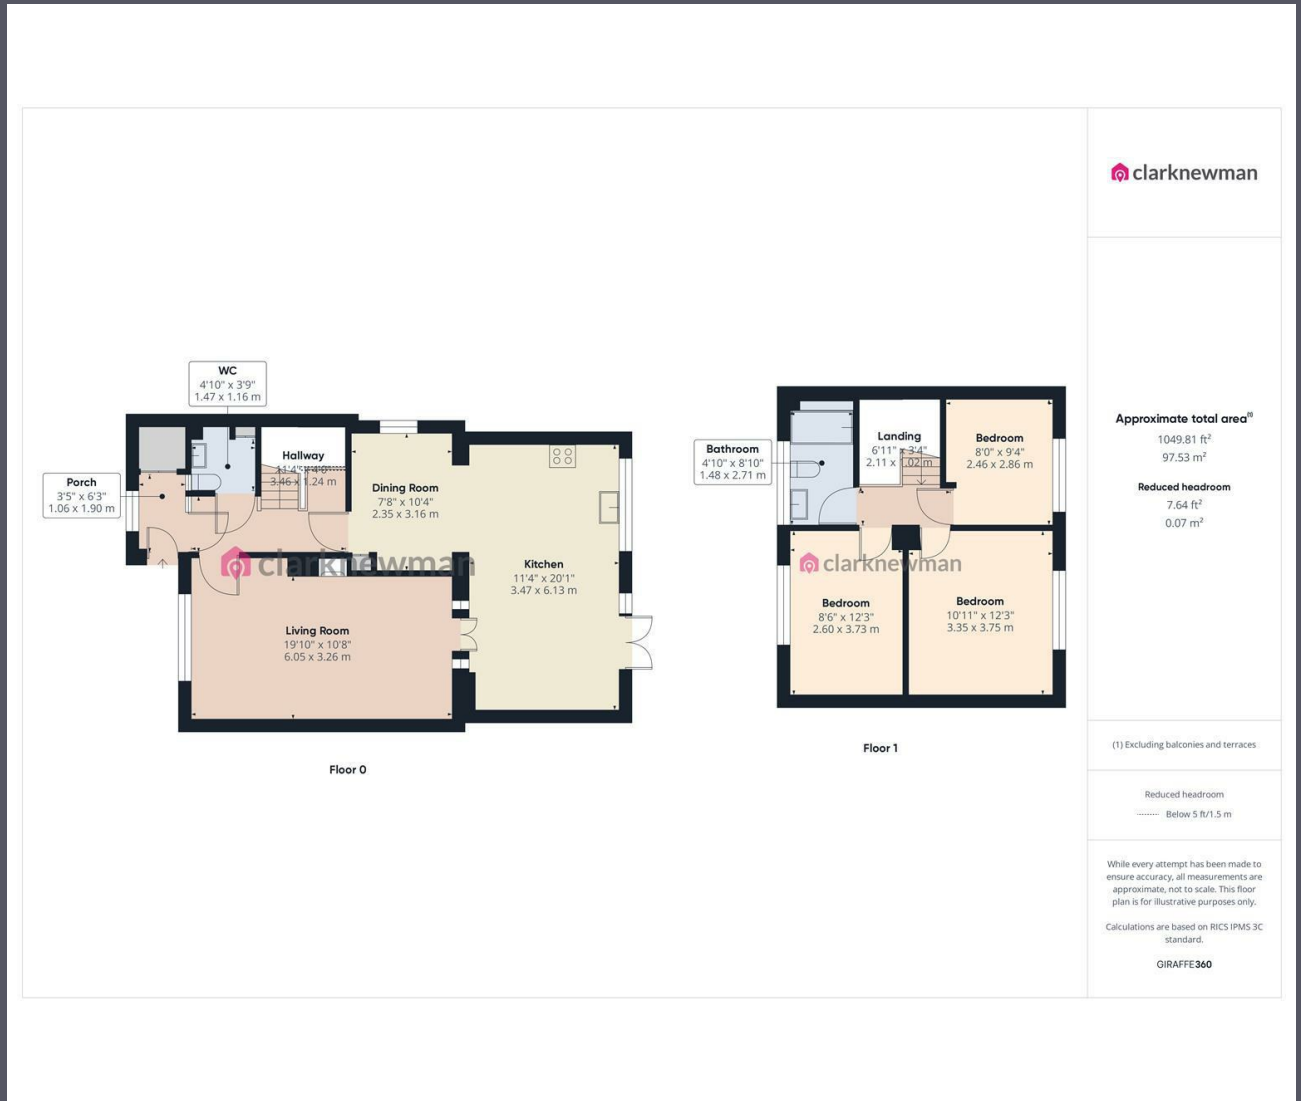 clarknewman
WC
4'10" x 3'9"
1.47 x 1.16 m
Hallway
11'4" x 4'0"
3.46 x 1.24 m
Porch
3'5" x 6'3"
1.06 x 1.90 m
Dining Room
7'8" x 10'4"
2.35 x 3.16 m
clarknewman
Kitchen
11'4" x 20'1"
3.47 x 6.13 m
Living Room
19'10" x 10'8"
6.05 x 3.26 m
Floor 0
Bathroom
4'10" x 8'10"
1.48 x 2.71 m
Landing
6'11" x 3'4"
2.11 x 1.02 m
Bedroom
8'0" x 9'4"
2.46 x 2.86 m
clarknewman
Bedroom
8'6" x 12'3"
2.60 x 3.73 m
Bedroom
10'11" x 12'3"
3.35 x 3.75 m
Floor 1
Approximate total area(1)
1049.81 ft²
97.53 m²
Reduced headroom
7.64 ft²
0.07 m²
(1) Excluding balconies and terraces
Reduced headroom
Below 5 ft/1.5 m
While every attempt has been made to
ensure accuracy, all measurements are
approximate, not to scale. This floor
plan is for illustrative purposes only.
Calculations are based on RICS IPMS 3C
standard.
GIRAFFE360